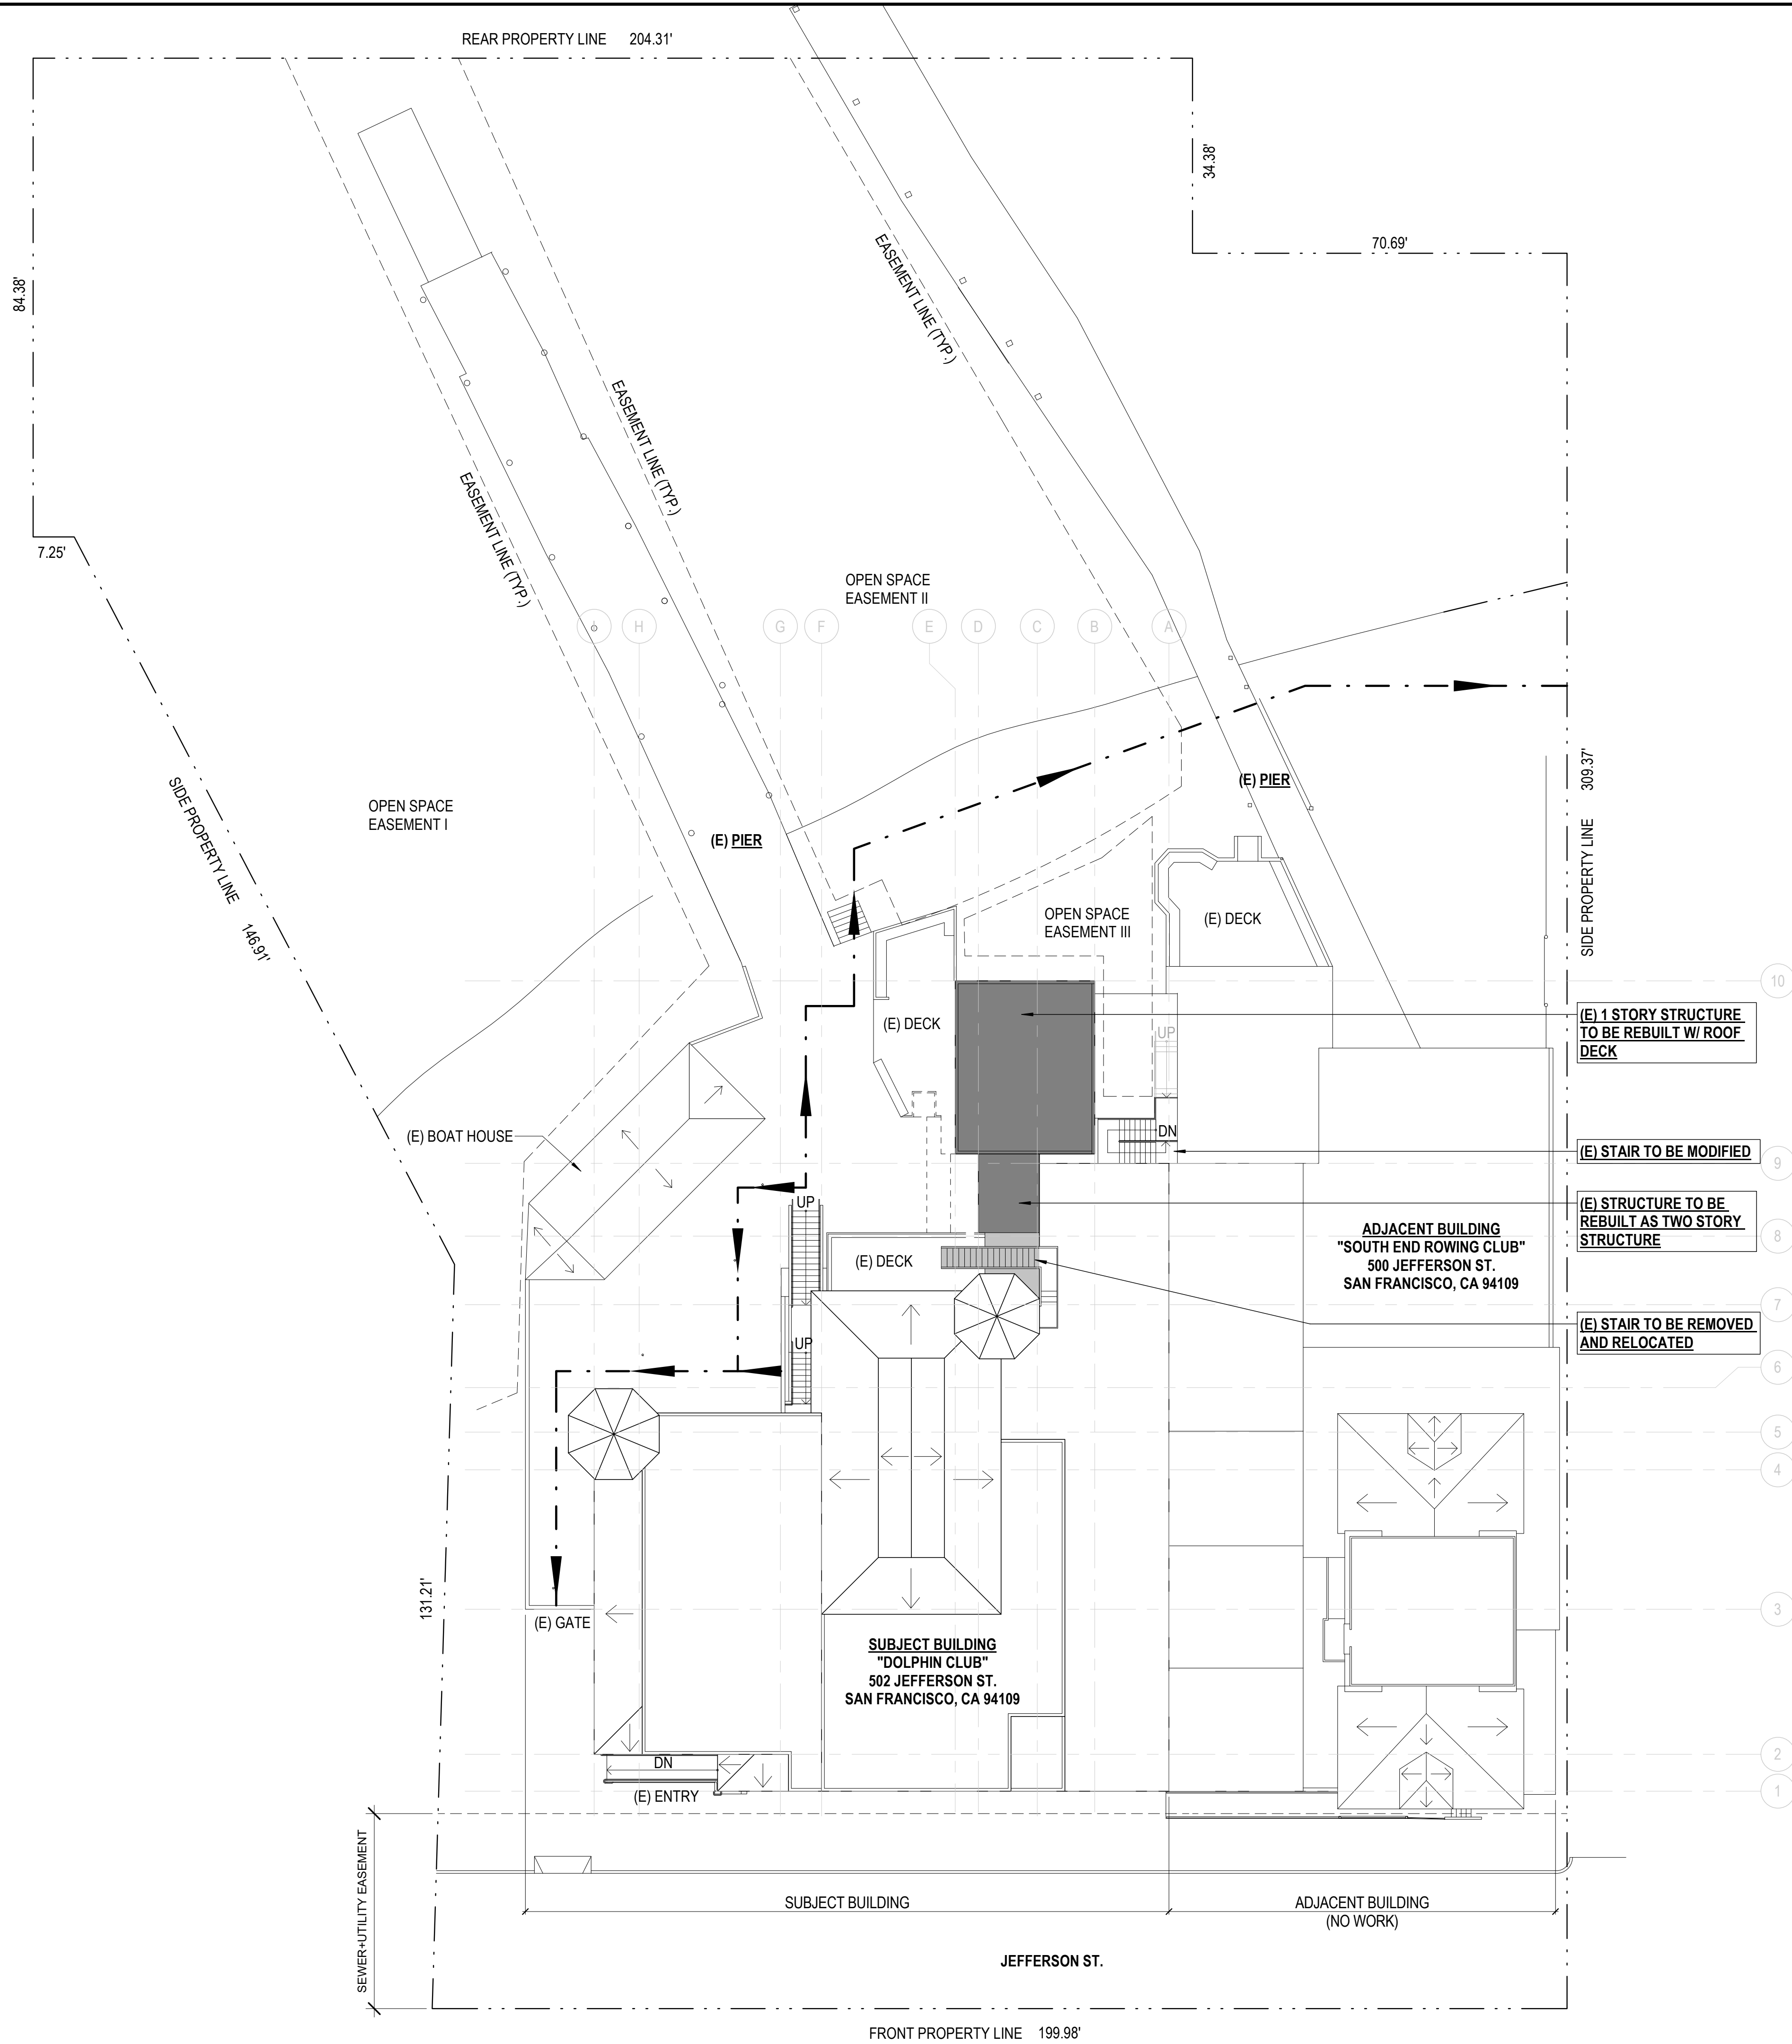 REAR PROPERTY LINE 204.31'
34.38'
70.69'
84.38'
EASEMENT LINE (TYP.)
EASEMENT LINE (TYP.)
EASEMENT LINE (TYP.)
7.25'
OPEN SPACE
EASEMENT II
H
G
F
E
D
C
B
A
SIDE PROPERTY LINE 146.91'
SIDE PROPERTY LINE 309.37'
OPEN SPACE
EASEMENT I
(E) PIER
(E) PIER
OPEN SPACE
EASEMENT III
(E) DECK
10
(E) DECK
UP
(E) 1 STORY STRUCTURE
TO BE REBUILT W/ ROOF
DECK
(E) BOAT HOUSE
DN
(E) STAIR TO BE MODIFIED
9
UP
(E) STRUCTURE TO BE
REBUILT AS TWO STORY
STRUCTURE
8
ADJACENT BUILDING
"SOUTH END ROWING CLUB"
500 JEFFERSON ST.
SAN FRANCISCO, CA 94109
(E) DECK
7
(E) STAIR TO BE REMOVED
AND RELOCATED
UP
6
5
4
131.21'
(E) GATE
3
SUBJECT BUILDING
"DOLPHIN CLUB"
502 JEFFERSON ST.
SAN FRANCISCO, CA 94109
DN
2
(E) ENTRY
1
SEWER+UTILITY EASEMENT
SUBJECT BUILDING
ADJACENT BUILDING
(NO WORK)
JEFFERSON ST.
FRONT PROPERTY LINE 199.98'